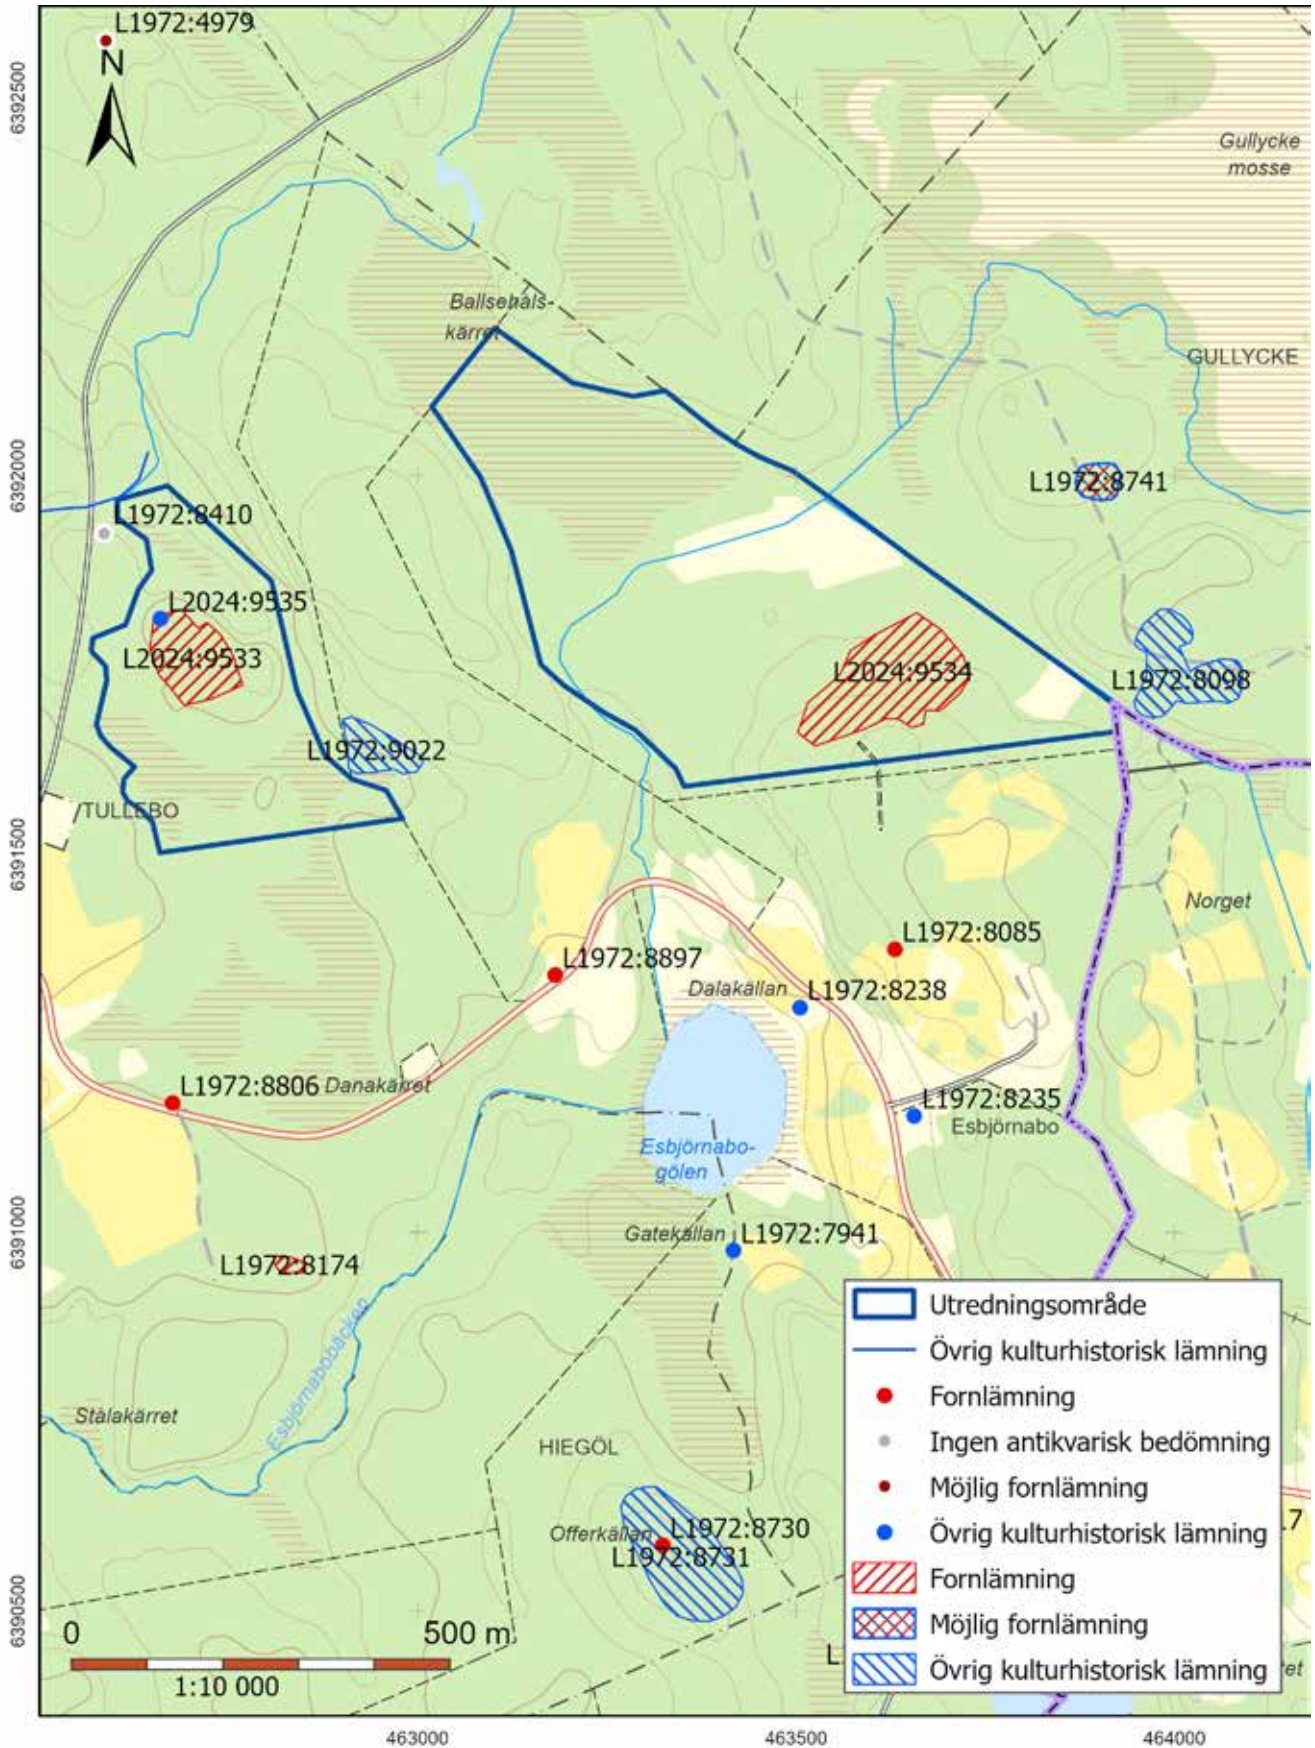 L1972:4979
N
6392500
Gullycke
mosse
Ballsehals-
kärret
GULLYCKE
6392000
L1972:8741
L1972:8410
L2024:9535
L2024:9533
L2024:9534
L1972:8098
L1972:9022
TULLEBO
6391500
Norget
L1972:8085
L1972:8897
Dalakällan
L1972:8238
L1972:8806
Danakärret
L1972:8235
Esbjörnabo
Esbjörnabo-
gölen
6391000
Gatekällan
L1972:7941
L1972:8174
Esbjörnabobäcken
Stålakärret
HIEGÖL
Offerkällan
L1972:8730
L1972:8731
6390500
Utredningsområde
Övrig kulturhistorisk lämning
Fornlämning
Ingen antikvarisk bedömning
Möjlig fornlämning
Övrig kulturhistorisk lämning
Fornlämning
Möjlig fornlämning
Övrig kulturhistorisk lämning
0 500 m
1:10 000
463000 463500 464000